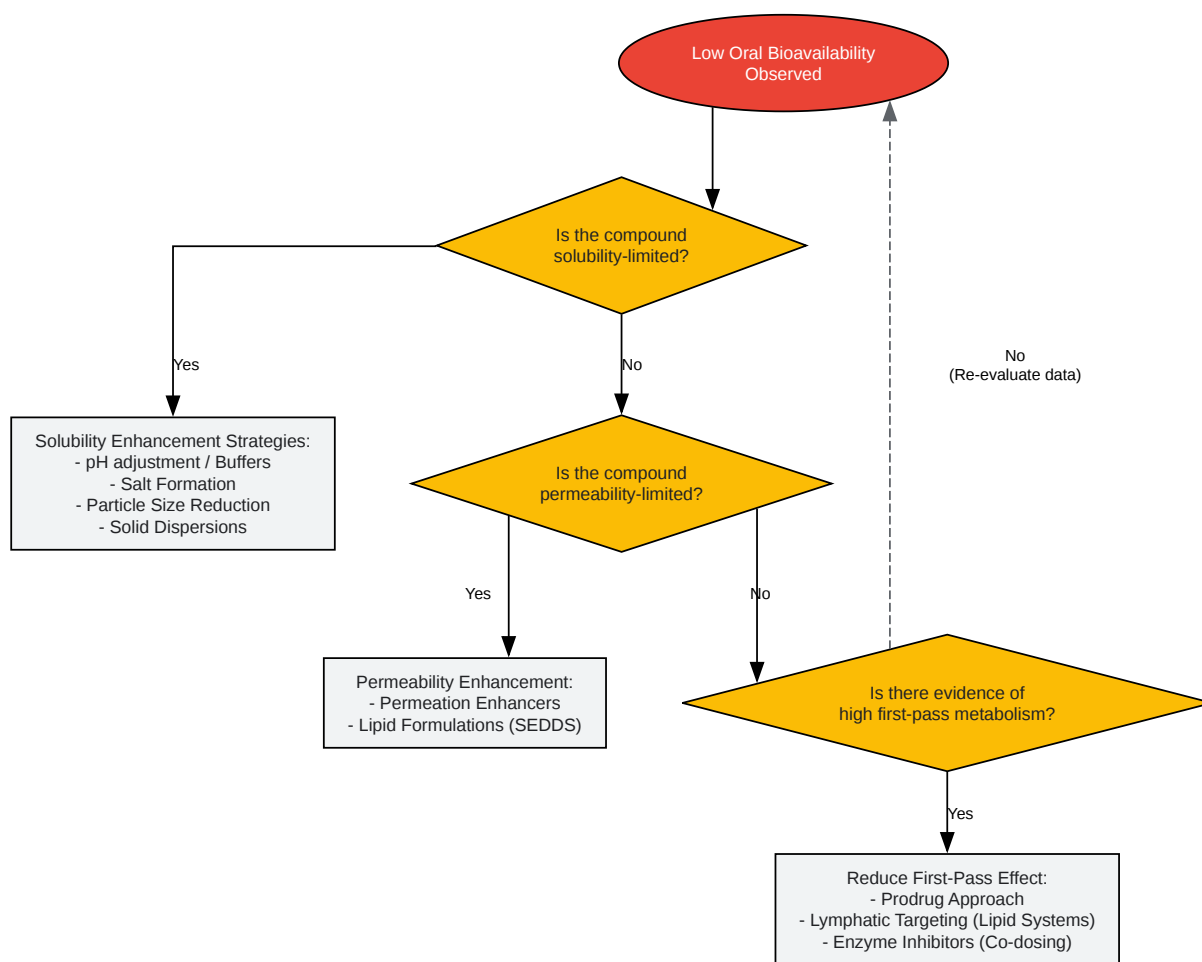 Low Oral Bioavailability
Observed
Is the compound
solubility-limited?
Yes
No
No
(Re-evaluate data)
Solubility Enhancement Strategies:
- pH adjustment / Buffers
- Salt Formation
- Particle Size Reduction
- Solid Dispersions
Is the compound
permeability-limited?
Yes
No
Permeability Enhancement:
- Permeation Enhancers
- Lipid Formulations (SEDDS)
Is there evidence of
high first-pass metabolism?
Yes
Reduce First-Pass Effect:
- Prodrug Approach
- Lymphatic Targeting (Lipid Systems)
- Enzyme Inhibitors (Co-dosing)